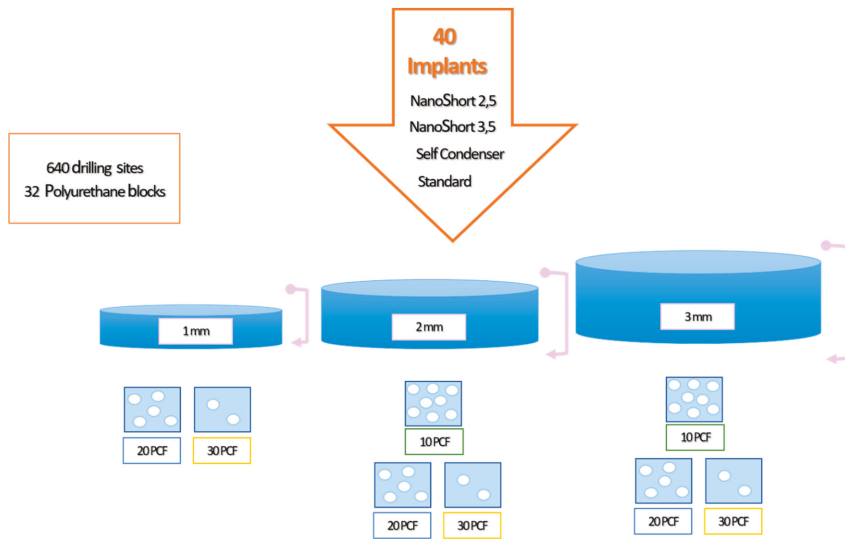 40
Implants
NanoShort 2,5
NanoShort 3,5
Self Condenser
Standard
640 drilling sites
32 Polyurethane blocks
1 mm
2 mm
3 mm
20 PCF
30 PCF
10 PCF
20 PCF
30 PCF
10 PCF
20 PCF
30 PCF